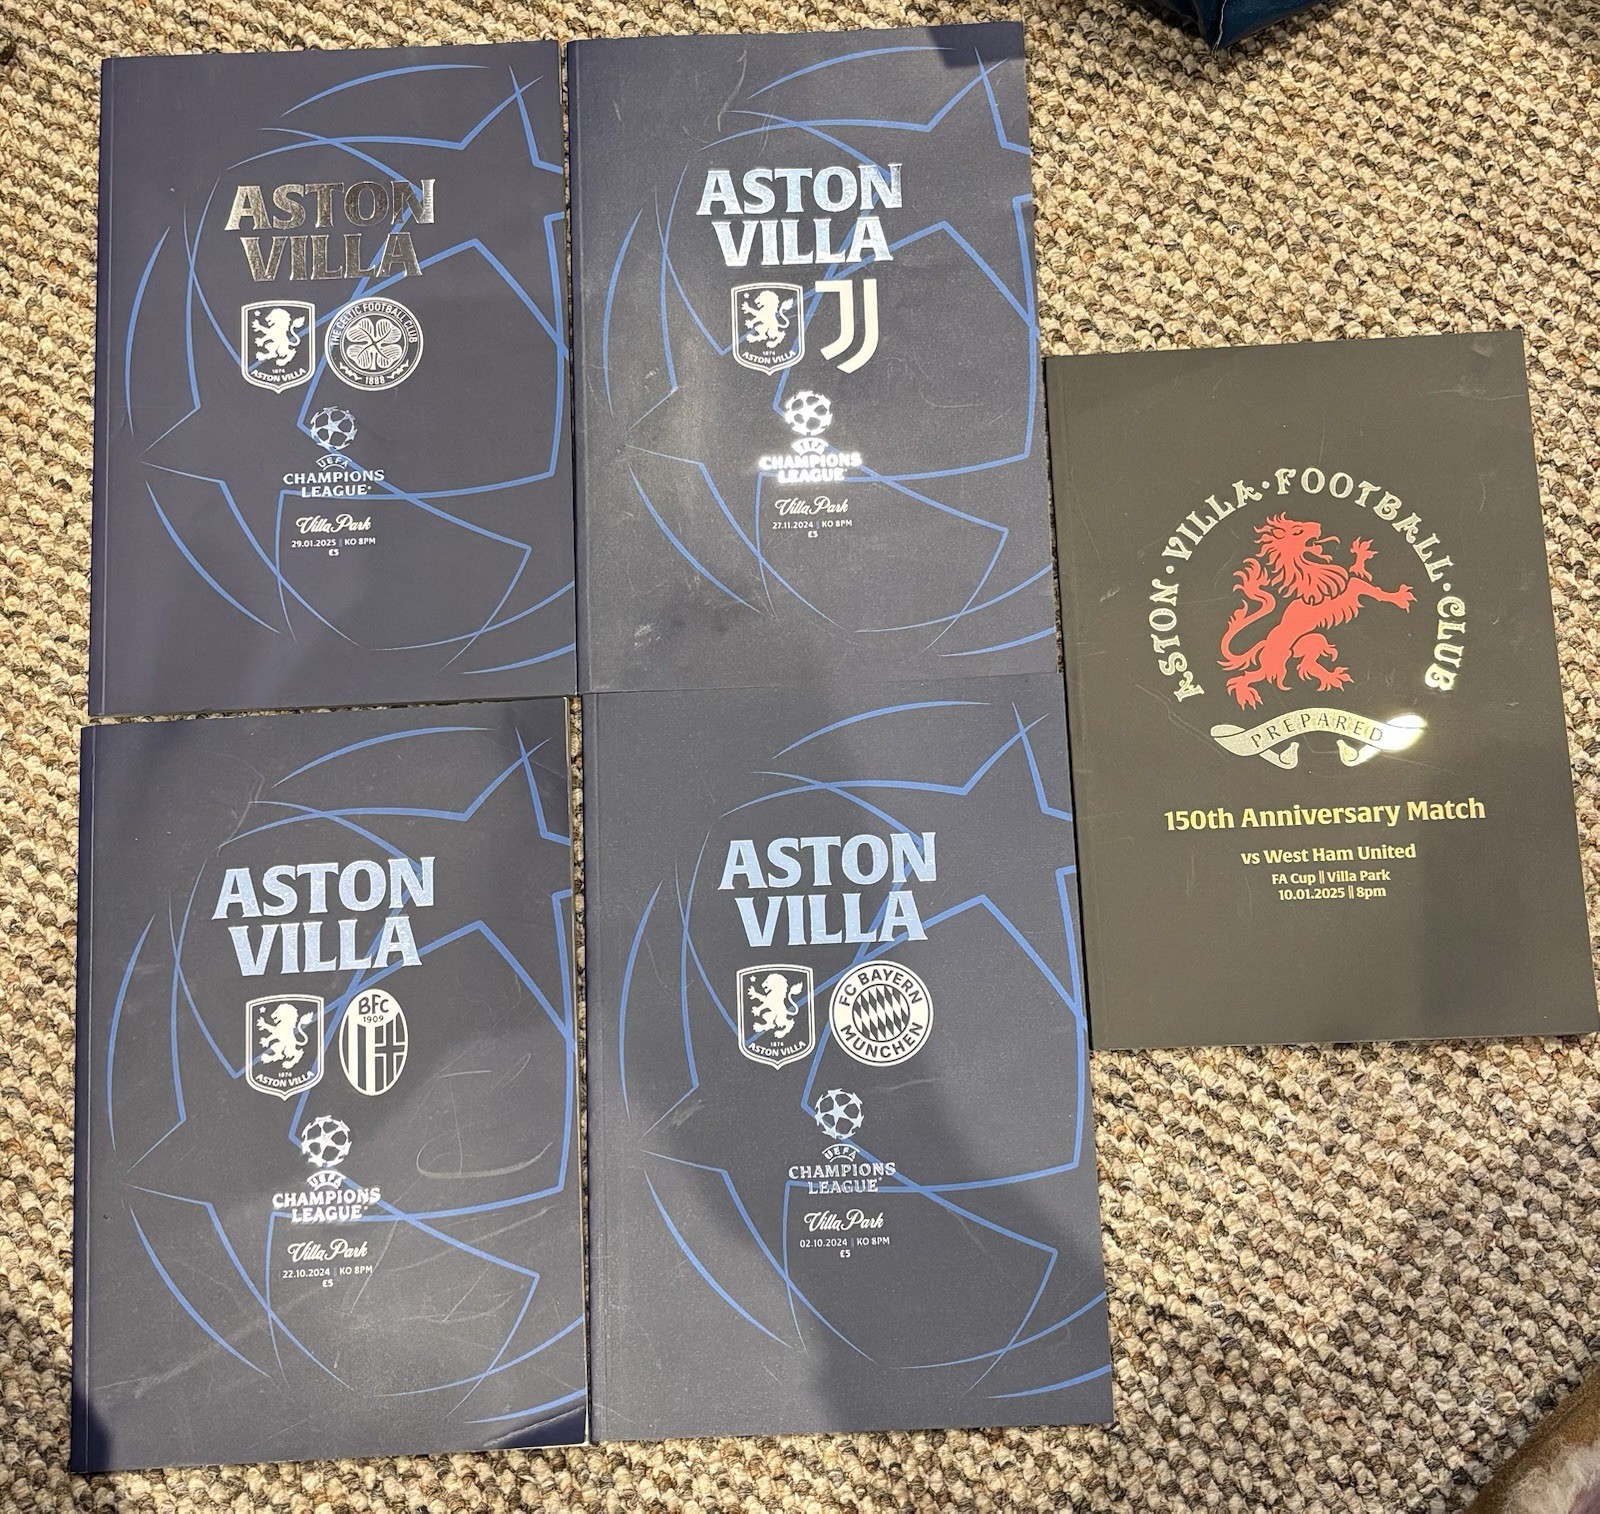 ASTON
VILLA
1874
ASTON VILLA
THE CELTIC FOOTBALL CLUB
1888
UEFA
CHAMPIONS
LEAGUE
Villa Park
29.01.2025 || KO 8PM
£5
ASTON
VILLA
1874
ASTON VILLA
UEFA
CHAMPIONS
LEAGUE
Villa Park
27.11.2024 || KO 8PM
£5
ASTON · VILLA · FOOTBALL · CLUB
PREPARED
150th Anniversary Match
vs West Ham United
FA Cup || Villa Park
10.01.2025 || 8pm
ASTON
VILLA
1874
ASTON VILLA
BFC
1909
UEFA
CHAMPIONS
LEAGUE
Villa Park
22.10.2024 || KO 8PM
£5
ASTON
VILLA
1874
ASTON VILLA
FC BAYERN
MÜNCHEN
UEFA
CHAMPIONS
LEAGUE
Villa Park
02.10.2024 || KO 8PM
£5